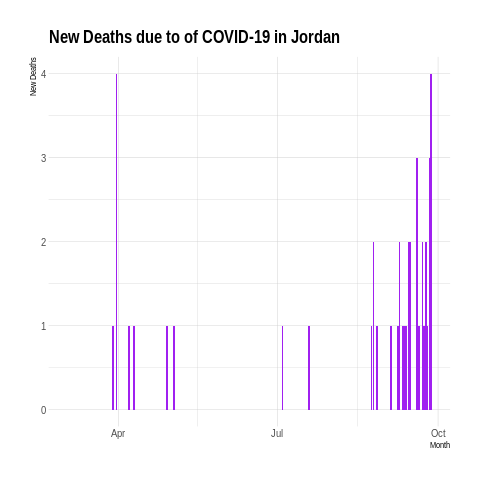 New Deaths due to of COVID-19 in Jordan
New Deaths
4
3
2
1
0
Apr
Jul
Oct
Month